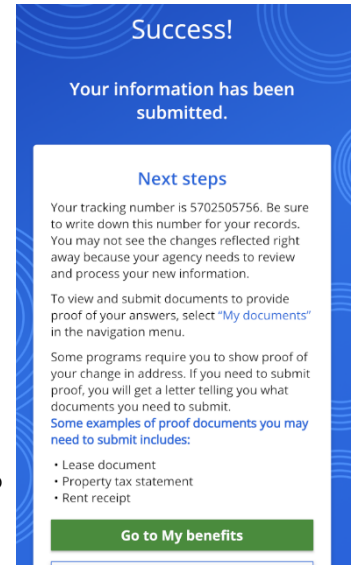 Success!
Your information has been
submitted.
Next steps
Your tracking number is 5702505756. Be sure
to write down this number for your records.
You may not see the changes reflected right
away because your agency needs to review
and process your new information.
To view and submit documents to provide
proof of your answers, select “My documents”
in the navigation menu.
Some programs require you to show proof of
your change in address. If you need to submit
proof, you will get a letter telling you what
documents you need to submit.
Some examples of proof documents you may
need to submit includes:
• Lease document
• Property tax statement
• Rent receipt
Go to My benefits